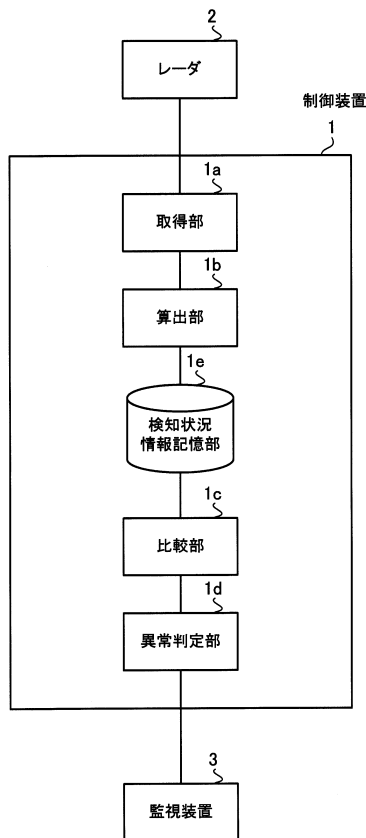 2
レーダ
制御装置
1
1a
取得部
1b
算出部
1e
検知状況
情報記憶部
1c
比較部
1d
異常判定部
3
監視装置